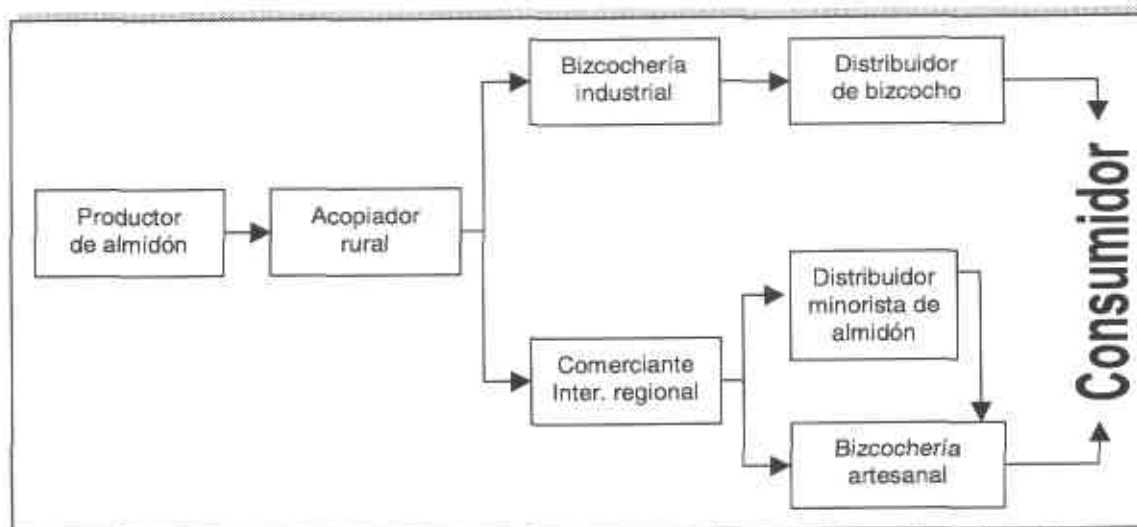 Productor
de almidón
Acopiador
rural
Bizcochería
industrial
Distribuidor
de bizcocho
Comerciante
Inter. regional
Distribuidor
minorista de
almidón
Bizcochería
artesanal
Consumidor